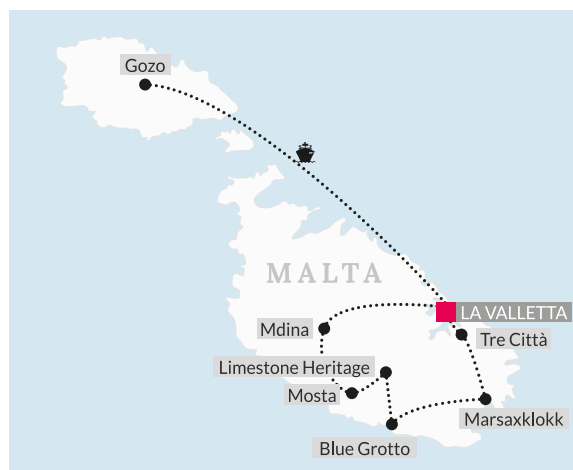 Gozo
MALTA
LA VALLETTA
Mdina
Tre Città
Limestone Heritage
Mosta
Marsaxklokk
Blue Grotto